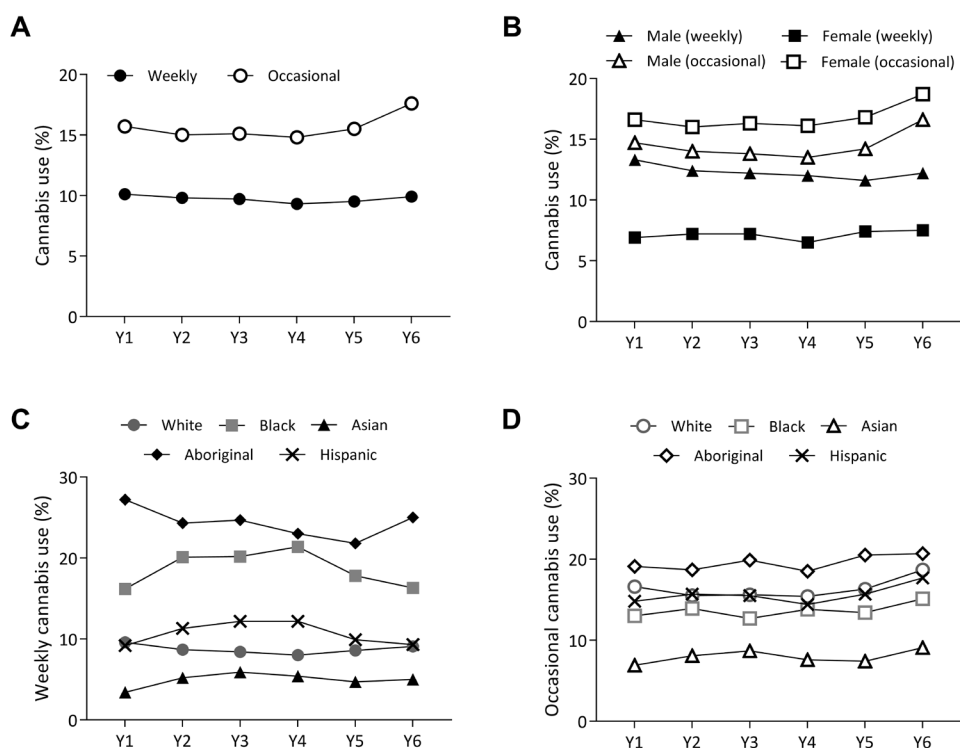 A
Weekly Occasional
Cannabis use (%)
20
15
10
5
0
Y1 Y2 Y3 Y4 Y5 Y6
B
Male (weekly) Female (weekly)
Male (occasional) Female (occasional)
Cannabis use (%)
20
15
10
5
0
Y1 Y2 Y3 Y4 Y5 Y6
C
White Black Asian
Aboriginal Hispanic
Weekly cannabis use (%)
30
20
10
0
Y1 Y2 Y3 Y4 Y5 Y6
D
White Black Asian
Aboriginal Hispanic
Occasional cannabis use (%)
30
20
10
0
Y1 Y2 Y3 Y4 Y5 Y6